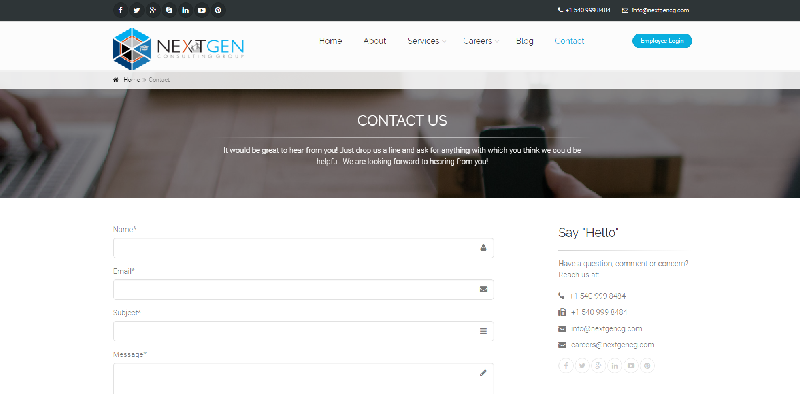 +1 540 999 8484 info@nextgencg.com
NEXTGEN
CONSULTING GROUP
Home About Services Careers Blog Contact
Employee Login
Home Contact
CONTACT US
It would be great to hear from you! Just drop us a line and ask for anything with which you think we could be
helpful. We are looking forward to hearing from you!
Name*
Email*
Subject*
Message*
Say "Hello"
Have a question, comment or concern?
Reach us at:
+1 540 999 8484
+1 540 999 8484
info@nextgencg.com
careers@nextgencg.com